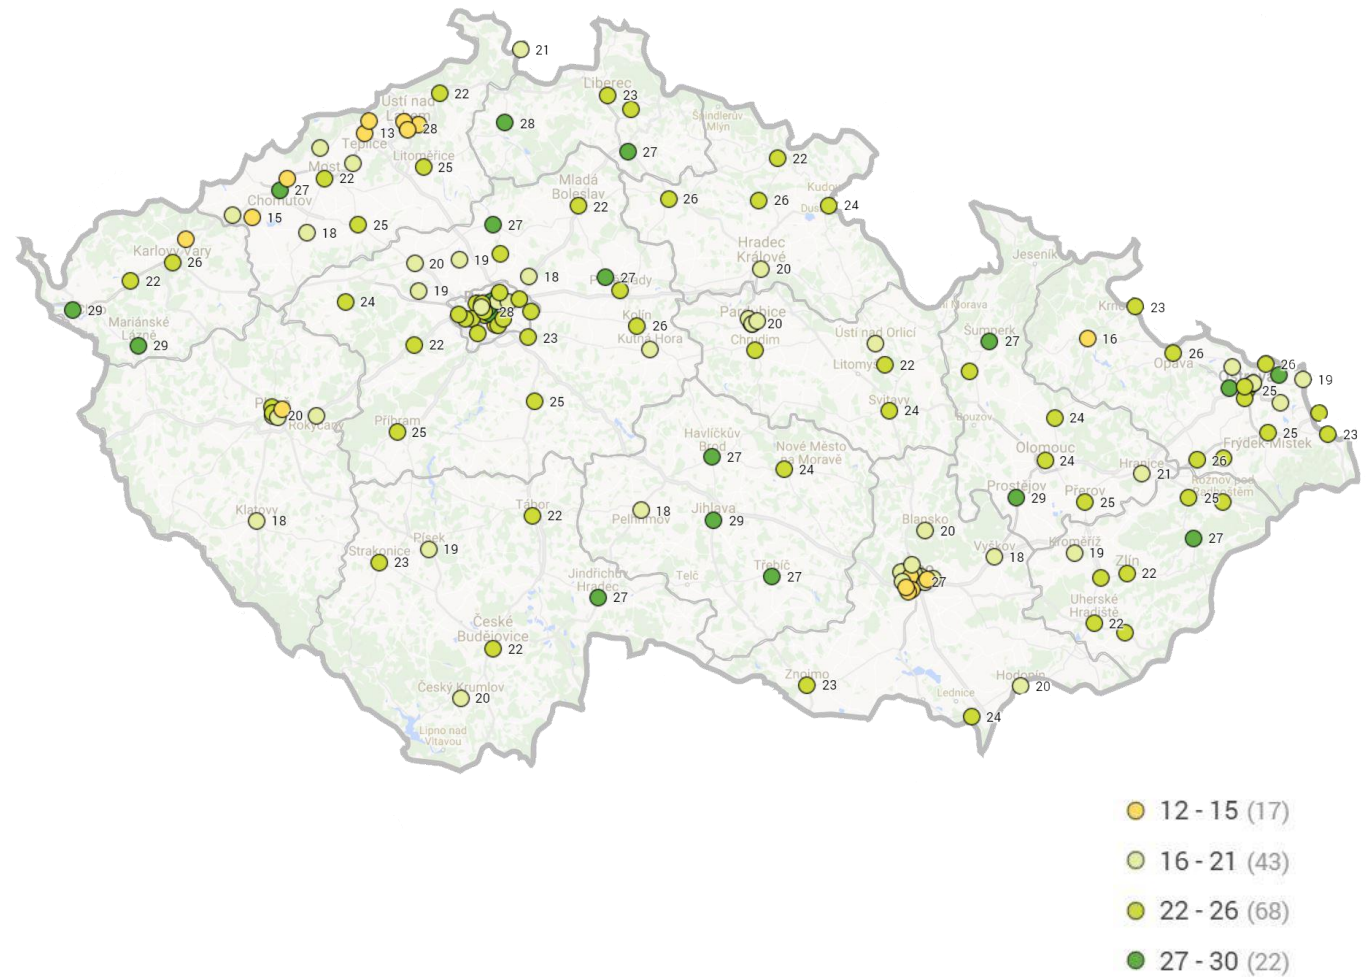 21
Liberec
22
23
Ústí nad
Labem
28
13
28
Teplice
Špindlerův
Mlýn
27
22
Litoměřice
Most
25
22
27
Chomutov
Mladá
Boleslav
26
26
24
22
15
25
27
18
Hradec
Králové
Karlovy Vary
26
20
19
18
27
20
Jeseník
22
19
24
29
28
Mariánské
Lázně
29
Kolín
26
Kutná Hora
23
22
Pardubice
20
Chrudim
Ústí nad Orlicí
Litomyšl
22
Šumperk
27
23
16
26
Opava
26
25
19
Svitavy
24
25
20
Rokycany
Příbram
25
24
25
23
Frýdek-Místek
Olomouc
24
Hranice
21
26
Rožnov pod
Radhoštěm
25
Havlíčkův
Brod
27
Nové Město
na Moravě
24
Prostějov
29
Přerov
25
Klatovy
18
Tábor
22
18
Pelhřimov
Jihlava
29
Blansko
20
Vyškov
18
Kroměříž
19
27
Písek
19
Strakonice
23
Zlín
22
Jindřichův
Hradec
27
Telč
Třebíč
27
27
Uherské
Hradiště
22
České
Budějovice
22
Český Krumlov
20
Znojmo
23
Hodonín
20
Lednice
24
Lipno nad
Vltavou
12 - 15 (17)
16 - 21 (43)
22 - 26 (68)
27 - 30 (22)